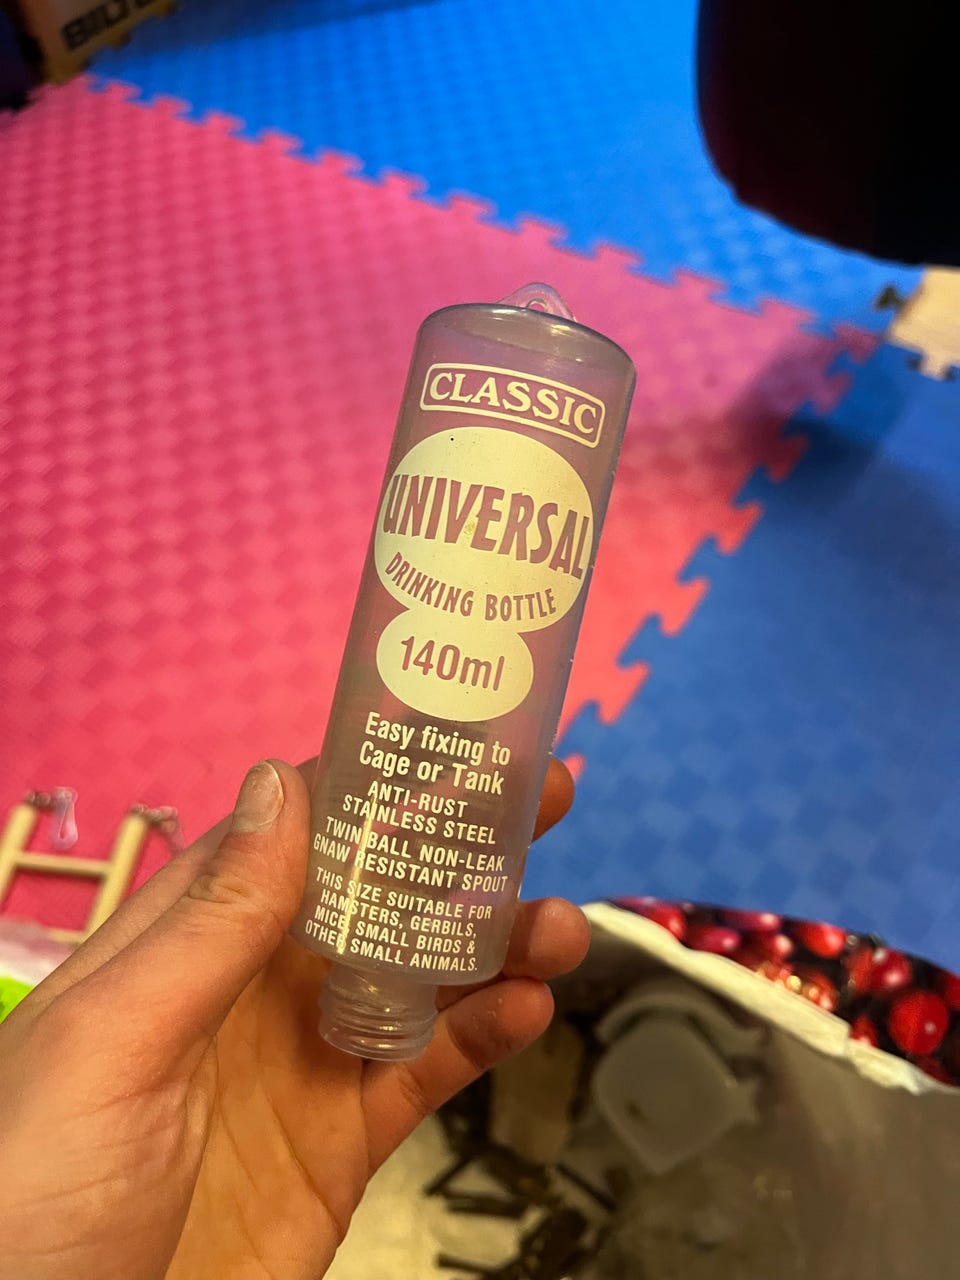 CLASSIC
UNIVERSAL
DRINKING BOTTLE
140ml
Easy fixing to
Cage or Tank
ANTI-RUST
STAINLESS STEEL
TWIN BALL NON-LEAK
GNAW RESISTANT SPOUT
THIS SIZE SUITABLE FOR
HAMSTERS, GERBILS,
MICE, SMALL BIRDS &
OTHER SMALL ANIMALS.